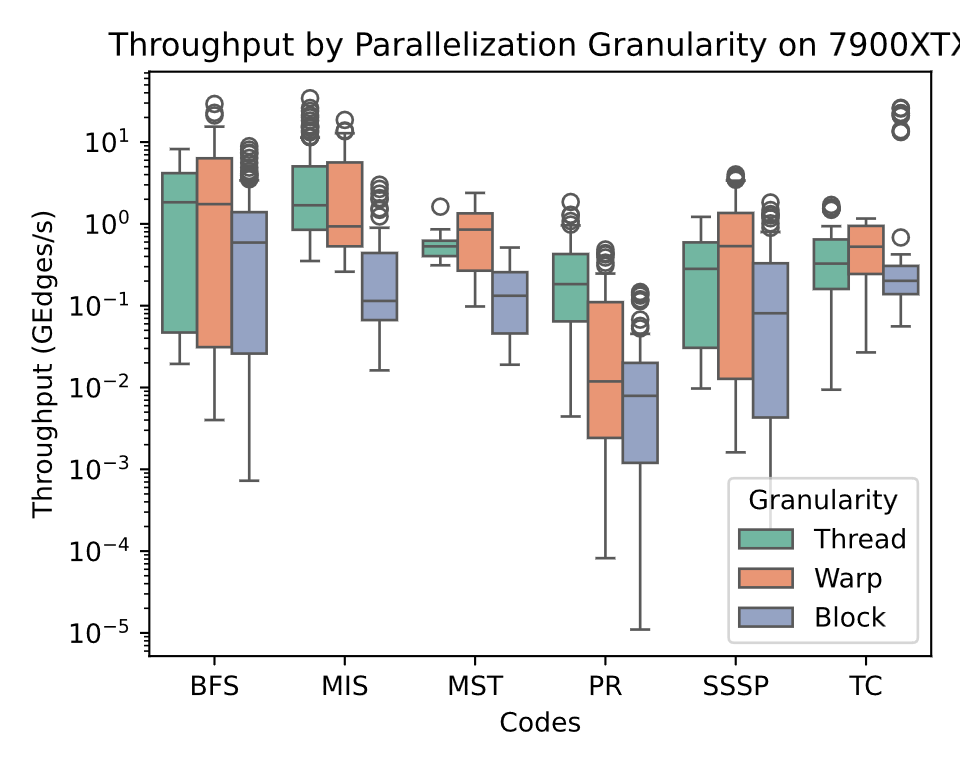 Throughput by Parallelization Granularity on 7900XTX
Throughput (GEdges/s)
10¹
10⁰
10⁻¹
10⁻²
10⁻³
10⁻⁴
10⁻⁵
Granularity
Thread
Warp
Block
BFS MIS MST PR SSSP TC
Codes